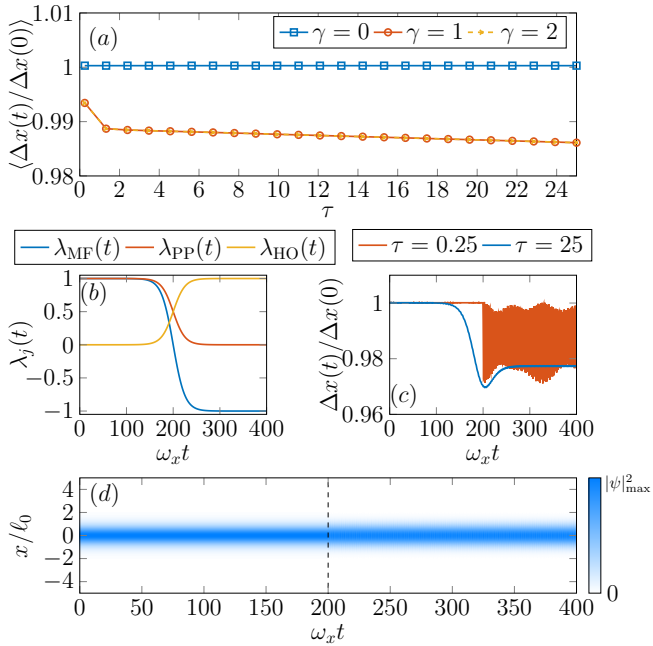 (a)
γ = 0 γ = 1 γ = 2
1.01
1
0.99
0.98
⟨Δx(t)/Δx(0)⟩
0 2 4 6 8 10 12 14 16 18 20 22 24
τ
λ_MF(t) λ_PP(t) λ_HO(t)
(b)
1
0.5
0
−0.5
−1
λ_j(t)
0 100 200 300 400
ω_x t
τ = 0.25 τ = 25
1
0.98
0.96
Δx(t)/Δx(0)
(c)
0 100 200 300 400
ω_x t
(d)
4
2
0
−2
−4
x/ℓ_0
0 50 100 150 200 250 300 350 400
ω_x t
|ψ|²_max
0